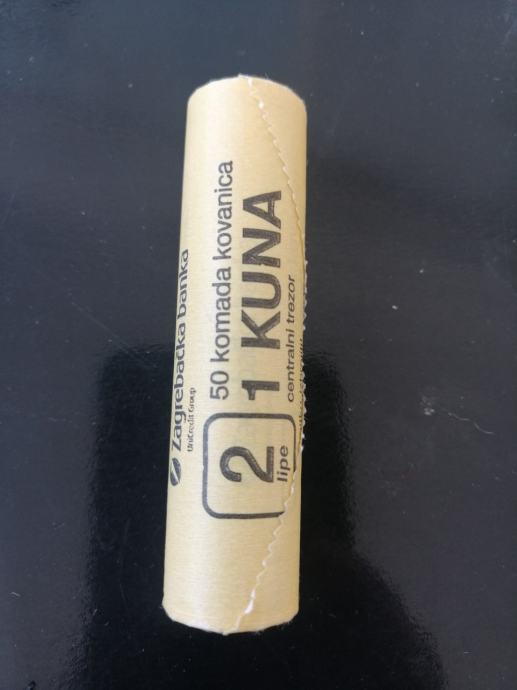 Zagrebačka banka
UniCredit Group
50 komada kovanica
1 KUNA
2
lipe
centralni trezor